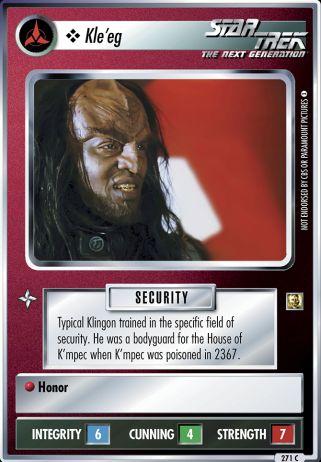 ❖ Kle'eg
STAR TREK
THE NEXT GENERATION
NOT ENDORSED BY CBS OR PARAMOUNT PICTURES
SECURITY
Typical Klingon trained in the specific field of
security. He was a bodyguard for the House of
K'mpec when K'mpec was poisoned in 2367.
Honor
INTEGRITY 6 CUNNING 4 STRENGTH 7
271 C